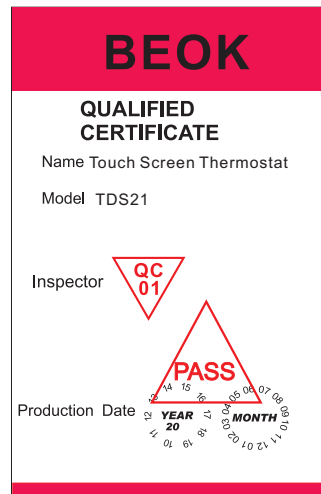 BEOK
QUALIFIED
CERTIFICATE
Name Touch Screen Thermostat
Model TDS21
Inspector
QC
01
PASS
Production Date
10 11 12 13 14 15 16 17 18 19
YEAR
20
01 02 03 04 05 06 07 08 09 10 11 12
MONTH